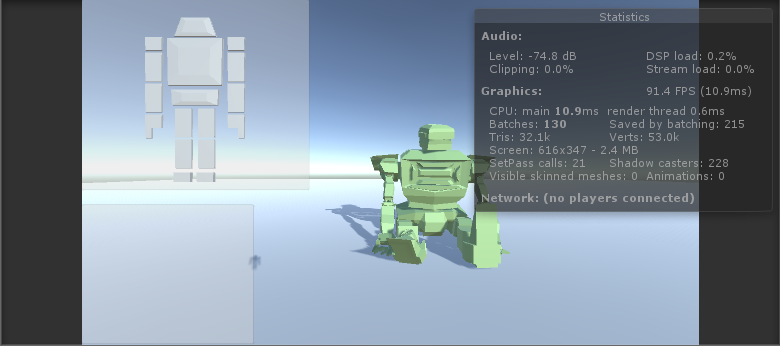 Statistics
Audio:
Level: -74.8 dB DSP load: 0.2%
Clipping: 0.0% Stream load: 0.0%
Graphics: 91.4 FPS (10.9ms)
CPU: main 10.9ms render thread 0.6ms
Batches: 130 Saved by batching: 215
Tris: 32.1k Verts: 53.0k
Screen: 616x347 - 2.4 MB
SetPass calls: 21 Shadow casters: 228
Visible skinned meshes: 0 Animations: 0
Network: (no players connected)